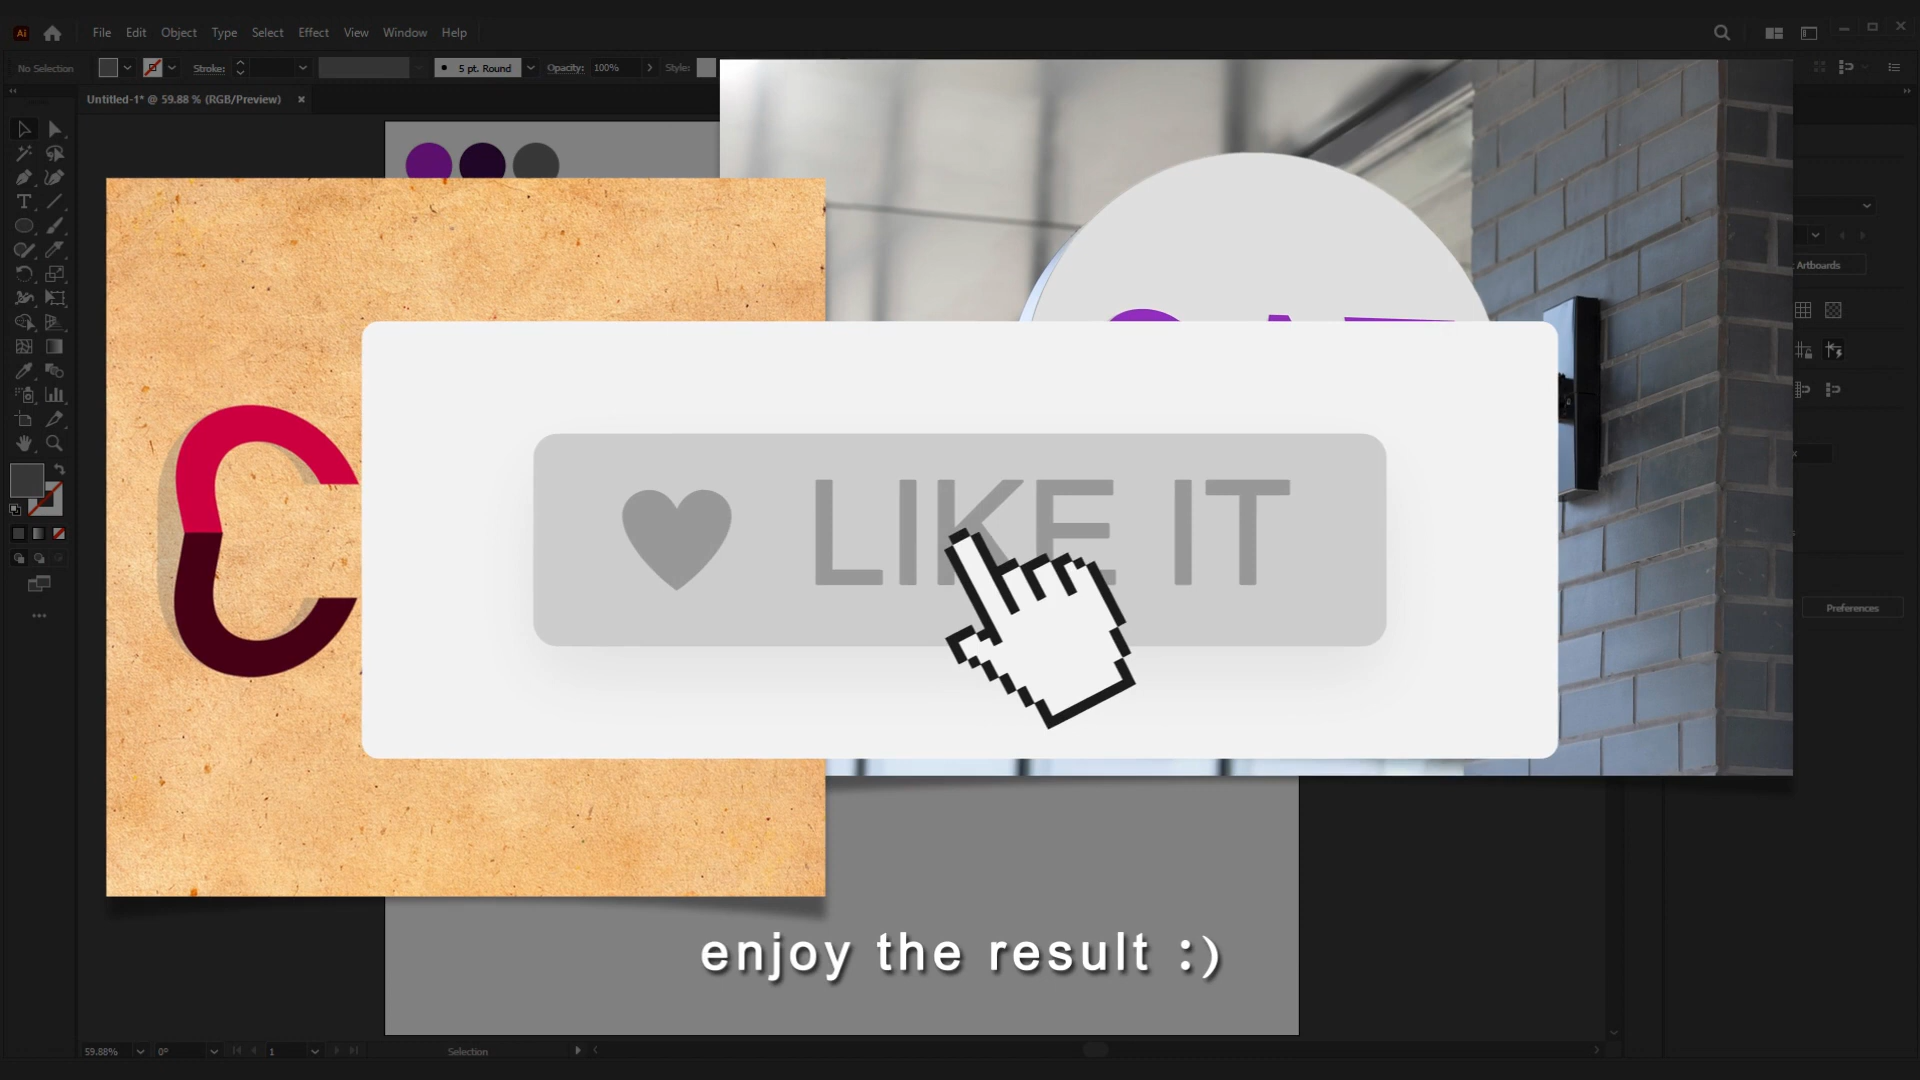 Ai File Edit Object Type Select Effect View Window Help
No Selection Stroke: 5 pt. Round Opacity: 100% Style:
Untitled-1* @ 59.88 % (RGB/Preview)
Artboards
C
LIKE IT
Preferences
enjoy the result :)
59.88% 0° 1 Selection